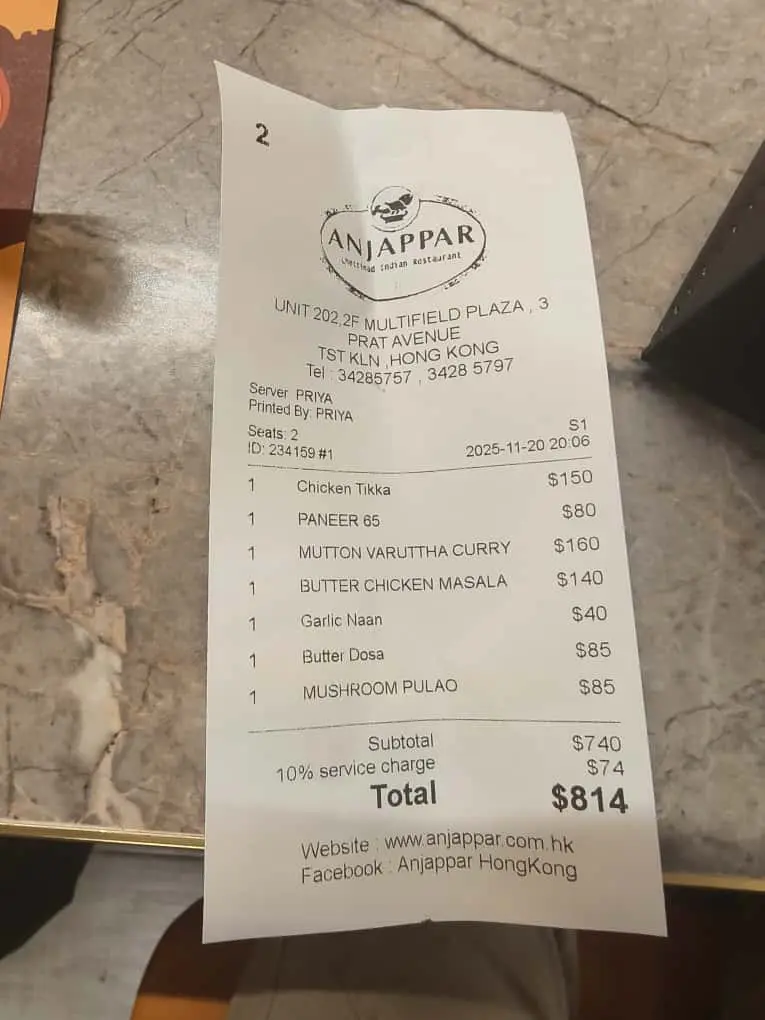 2
ANJAPPAR
Chettinad Indian Restaurant
UNIT 202,2F MULTIFIELD PLAZA , 3
PRAT AVENUE
TST KLN ,HONG KONG
Tel : 34285757 , 3428 5797
Server PRIYA
Printed By: PRIYA
Seats: 2 S1
ID: 234159 #1 2025-11-20 20:06
1 Chicken Tikka $150
1 PANEER 65 $80
1 MUTTON VARUTTHA CURRY $160
1 BUTTER CHICKEN MASALA $140
1 Garlic Naan $40
1 Butter Dosa $85
1 MUSHROOM PULAO $85
Subtotal $740
10% service charge $74
Total $814
Website : www.anjappar.com.hk
Facebook : Anjappar HongKong